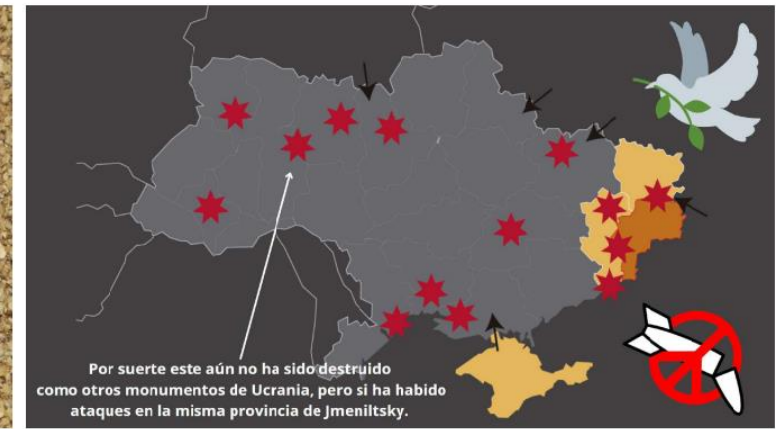 Por suerte este aún no ha sido destruido
como otros monumentos de Ucrania, pero si ha habido
ataques en la misma provincia de Jmeniltsky.